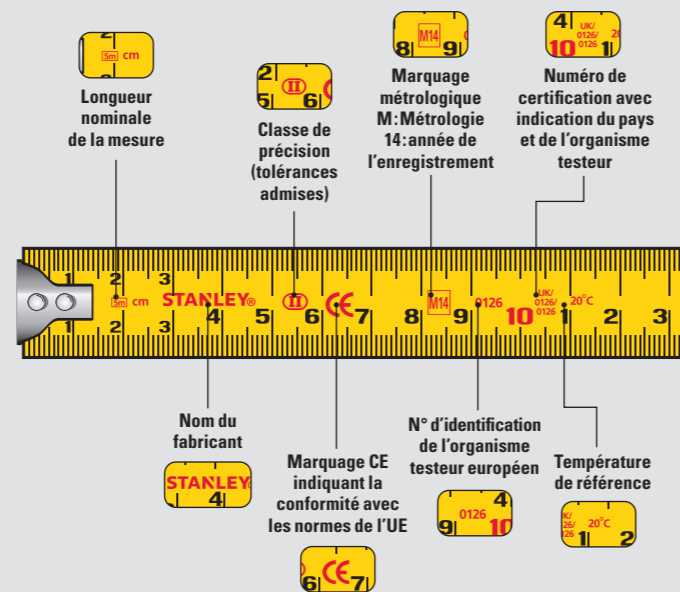 2
5m cm
2
Longueur
nominale
de la mesure
2
II
5 6
Classe de
précision
(tolérances
admises)
M14
8 9
Marquage
métrologique
M: Métrologie
14: année de
l'enregistrement
4 UK/
0126/
0126
10 1
Numéro de
certification avec
indication du pays
et de l'organisme
testeur
1 2 3
5m cm STANLEY® II CE M14 0126 UK/
0126/
0126 20°C
1 2 3 4 5 6 7 8 9 10 1 2 3
Nom du
fabricant
STANLEY
4
Marquage CE
indiquant la
conformité avec
les normes de l'UE
CE
6 7
N° d'identification
de l'organisme
testeur européen
4
0126
9 10
Température
de référence
20°C
1 2